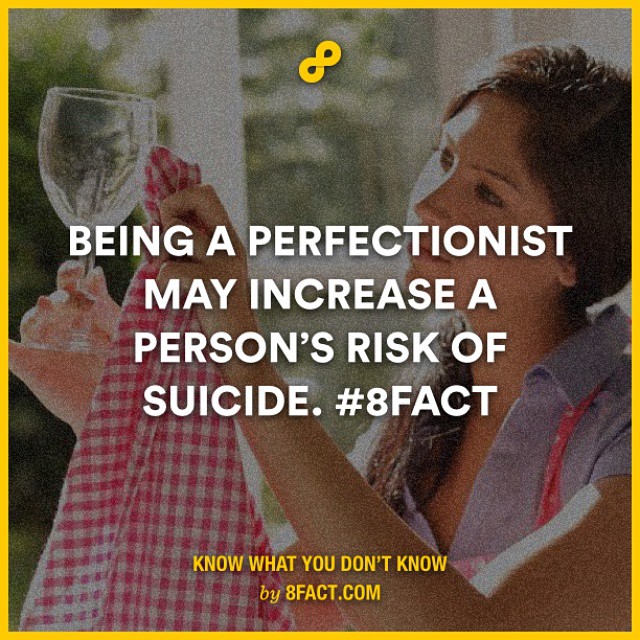 BEING A PERFECTIONIST
MAY INCREASE A
PERSON’S RISK OF
SUICIDE. #8FACT
KNOW WHAT YOU DON’T KNOW
by 8FACT.COM